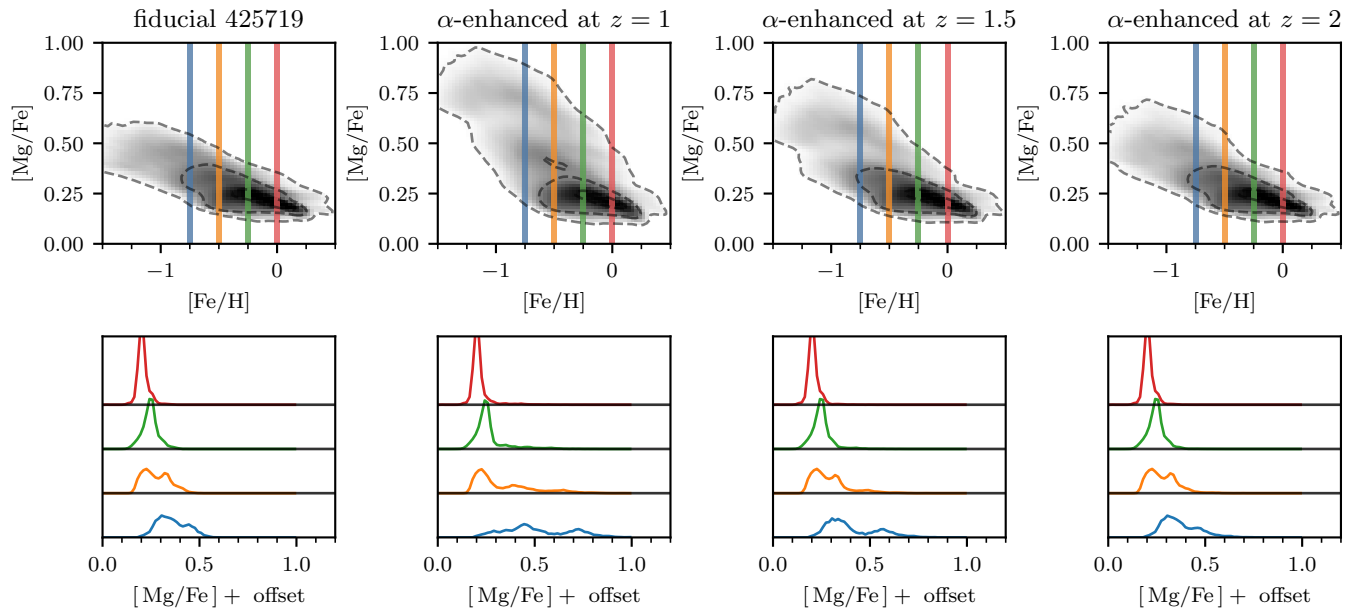 fiducial 425719
α-enhanced at z = 1
α-enhanced at z = 1.5
α-enhanced at z = 2
[Mg/Fe]
1.00
0.75
0.50
0.25
0.00
−1
0
[Fe/H]
[Mg/Fe]
1.00
0.75
0.50
0.25
0.00
−1
0
[Fe/H]
[Mg/Fe]
1.00
0.75
0.50
0.25
0.00
−1
0
[Fe/H]
[Mg/Fe]
1.00
0.75
0.50
0.25
0.00
−1
0
[Fe/H]
0.0
0.5
1.0
[Mg/Fe] + offset
0.0
0.5
1.0
[Mg/Fe] + offset
0.0
0.5
1.0
[Mg/Fe] + offset
0.0
0.5
1.0
[Mg/Fe] + offset